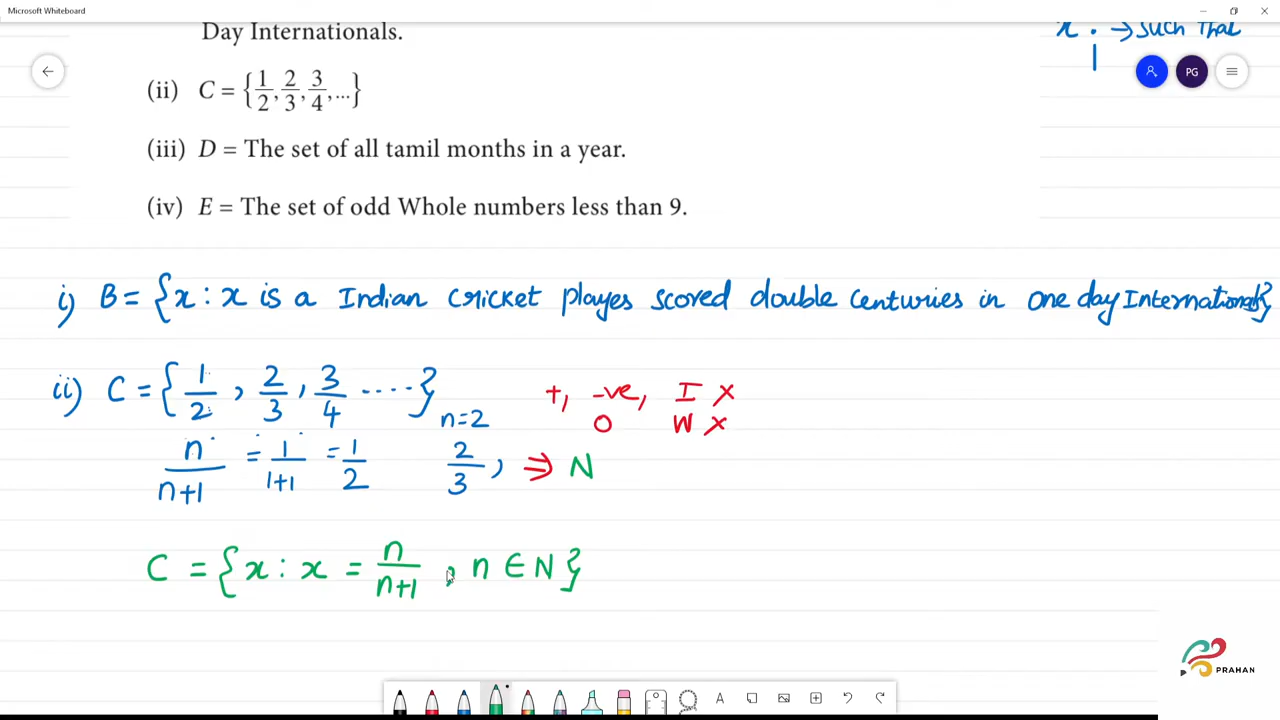 Microsoft Whiteboard
Day Internationals.
x : → such that
|
PG
(ii) C = {1/2, 2/3, 3/4, ...}
(iii) D = The set of all tamil months in a year.
(iv) E = The set of odd Whole numbers less than 9.
i) B = {x : x is a Indian cricket playes scored double centuries in one day Internationals}
ii) C = {1/2, 2/3, 3/4 ....}
+, -ve, I ×
0 W ×
n=2
n/n+1 = 1/1+1 = 1/2 2/3, ⇒ N
C = {x : x = n/n+1, n ∈ N}
PRAHAN
A